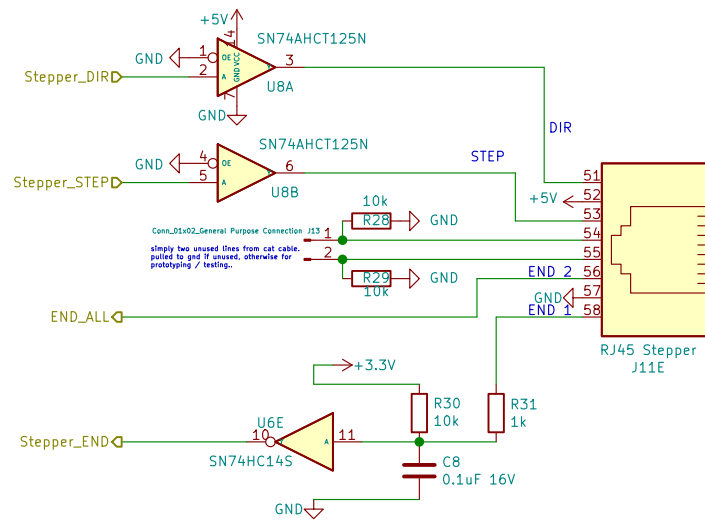 +5V
14
SN74AHCT125N
GND
1
OE
VCC
3
Stepper_DIR
2
A
GND
U8A
7
GND
DIR
SN74AHCT125N
STEP
GND
4
OE
6
51
Stepper_STEP
5
A
U8B
+5V
52
10k
53
R28
GND
Conn_01x02_General Purpose Connection J13
1
54
simply two unused lines from cat cable.
pulled to gnd if unused, otherwise for
prototyping / testing..
2
55
R29
GND
10k
END 2
56
GND
57
END_ALL
END 1
58
RJ45 Stepper
J11E
+3.3V
R30
10k
R31
1k
U6E
Stepper_END
10
A
11
SN74HC14S
C8
0.1uF 16V
GND